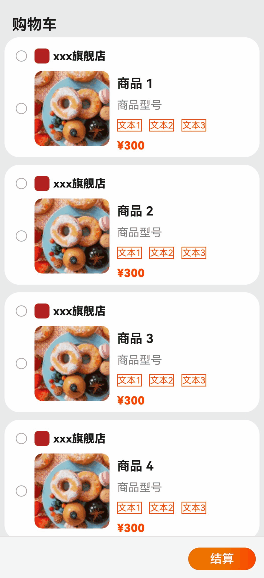 购物车
xxx旗舰店
商品 1
商品型号
文本1 文本2 文本3
¥300
xxx旗舰店
商品 2
商品型号
文本1 文本2 文本3
¥300
xxx旗舰店
商品 3
商品型号
文本1 文本2 文本3
¥300
xxx旗舰店
商品 4
商品型号
文本1 文本2 文本3
¥300
结算